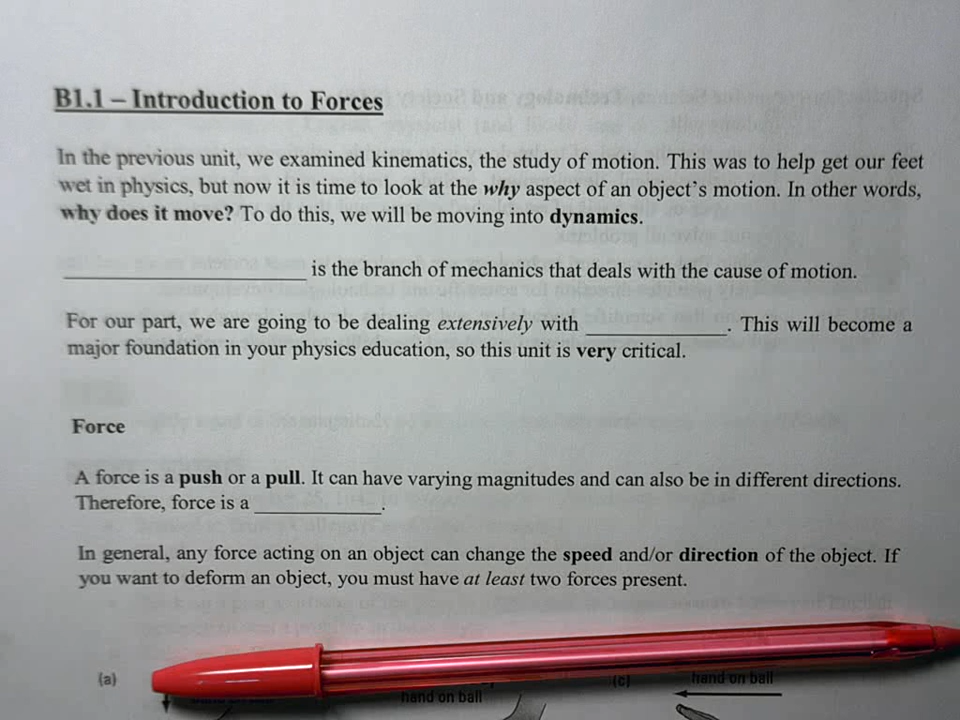 B1.1 – Introduction to Forces
In the previous unit, we examined kinematics, the study of motion. This was to help get our feet
wet in physics, but now it is time to look at the why aspect of an object's motion. In other words,
why does it move? To do this, we will be moving into dynamics.
_______________________ is the branch of mechanics that deals with the cause of motion.
For our part, we are going to be dealing extensively with ______________. This will become a
major foundation in your physics education, so this unit is very critical.
Force
A force is a push or a pull. It can have varying magnitudes and can also be in different directions.
Therefore, force is a ____________.
In general, any force acting on an object can change the speed and/or direction of the object. If
you want to deform an object, you must have at least two forces present.
(a)
hand on ball
(c)
hand on ball